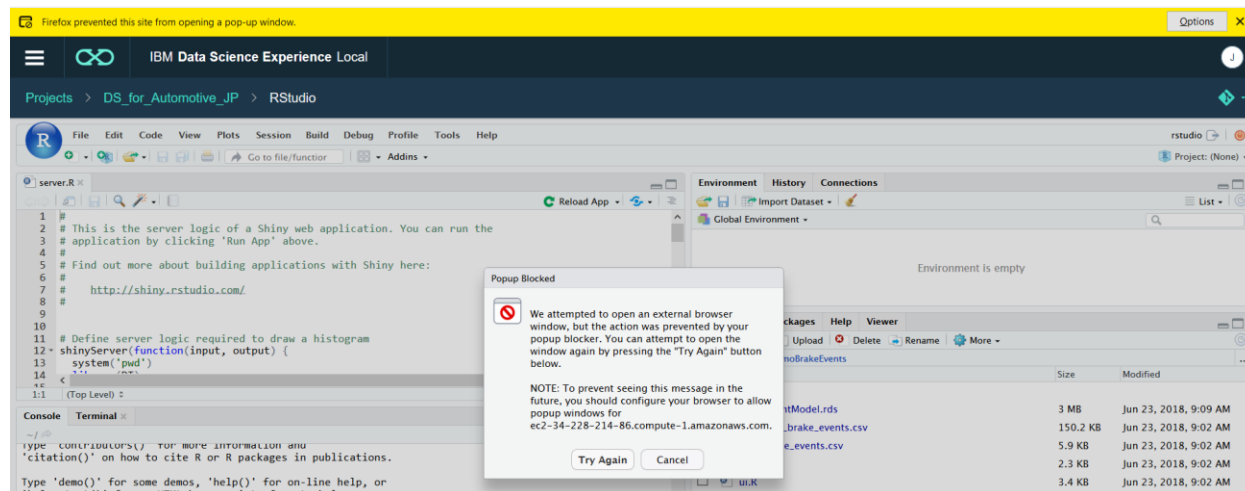 Firefox prevented this site from opening a pop-up window.
Options
IBM Data Science Experience Local
J
Projects > DS_for_Automotive_JP > RStudio
R
File Edit Code View Plots Session Build Debug Profile Tools Help
rstudio
Go to file/function
Addins
Project: (None)
server.R
Reload App
1 #
2 # This is the server logic of a Shiny web application. You can run the
3 # application by clicking 'Run App' above.
4 #
5 # Find out more about building applications with Shiny here:
6 #
7 # http://shiny.rstudio.com/
8 #
9
10
11 # Define server logic required to draw a histogram
12 shinyServer(function(input, output) {
13 system('pwd')
14
1:1 (Top Level)
Console Terminal
~/
Type 'contributors()' for more information and
'citation()' on how to cite R or R packages in publications.
Type 'demo()' for some demos, 'help()' for on-line help, or
Environment History Connections
Import Dataset
List
Global Environment
Environment is empty
Popup Blocked
We attempted to open an external browser
window, but the action was prevented by your
popup blocker. You can attempt to open the
window again by pressing the "Try Again" button
below.
NOTE: To prevent seeing this message in the
future, you should configure your browser to allow
popup windows for
ec2-34-228-214-86.compute-1.amazonaws.com.
Try Again Cancel
ckages Help Viewer
Upload Delete Rename More
moBrakeEvents
Size Modified
ntModel.rds 3 MB Jun 23, 2018, 9:09 AM
_brake_events.csv 150.2 KB Jun 23, 2018, 9:02 AM
e_events.csv 5.9 KB Jun 23, 2018, 9:02 AM
2.3 KB Jun 23, 2018, 9:02 AM
ui.R 3.4 KB Jun 23, 2018, 9:02 AM